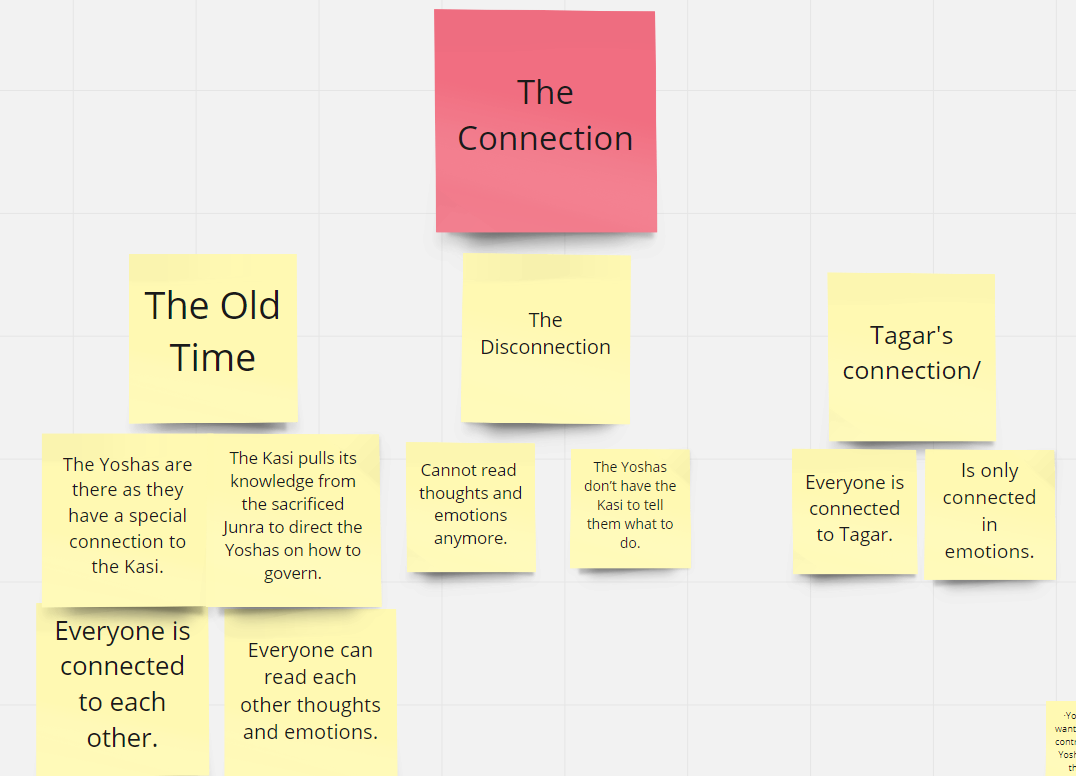 The
Connection
The Old
Time
The
Disconnection
Tagar's
connection/
The Yoshas are
there as they
have a special
connection to
the Kasi.
The Kasi pulls its
knowledge from
the sacrificed
Junra to direct the
Yoshas on how to
govern.
Cannot read
thoughts and
emotions
anymore.
The Yoshas
don't have the
Kasi to tell
them what to
do.
Everyone is
connected
to Tagar.
Is only
connected
in
emotions.
Everyone is
connected
to each
other.
Everyone can
read each
other thoughts
and emotions.
want